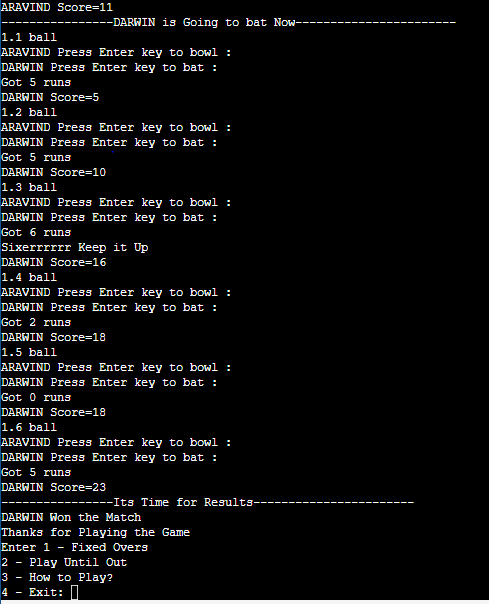 ARAVIND Score=11
----------------DARWIN is Going to bat Now-----------------------
1.1 ball
ARAVIND Press Enter key to bowl :
DARWIN Press Enter key to bat :
Got 5 runs
DARWIN Score=5
1.2 ball
ARAVIND Press Enter key to bowl :
DARWIN Press Enter key to bat :
Got 5 runs
DARWIN Score=10
1.3 ball
ARAVIND Press Enter key to bowl :
DARWIN Press Enter key to bat :
Got 6 runs
Sixerrrrrr Keep it Up
DARWIN Score=16
1.4 ball
ARAVIND Press Enter key to bowl :
DARWIN Press Enter key to bat :
Got 2 runs
DARWIN Score=18
1.5 ball
ARAVIND Press Enter key to bowl :
DARWIN Press Enter key to bat :
Got 0 runs
DARWIN Score=18
1.6 ball
ARAVIND Press Enter key to bowl :
DARWIN Press Enter key to bat :
Got 5 runs
DARWIN Score=23
----------------Its Time for Results-----------------------
DARWIN Won the Match
Thanks for Playing the Game
Enter 1 - Fixed Overs
2 - Play Until Out
3 - How to Play?
4 - Exit: